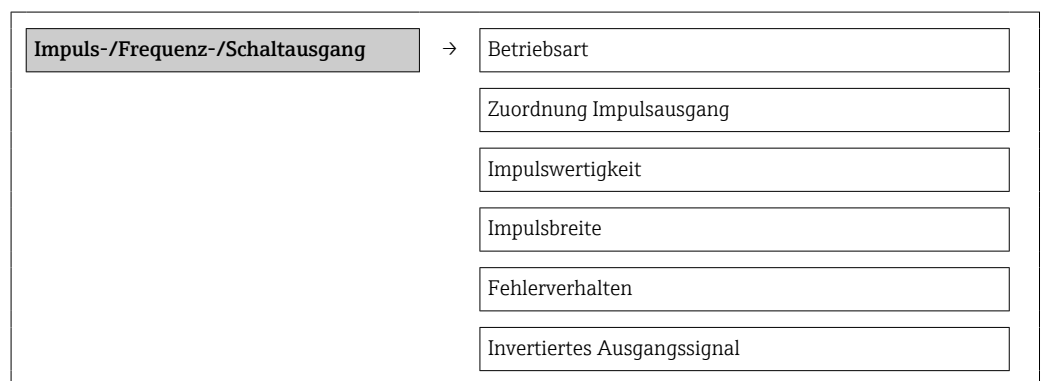 Impuls-/Frequenz-/Schaltausgang → Betriebsart
Zuordnung Impulsausgang
Impulswertigkeit
Impulsbreite
Fehlerverhalten
Invertiertes Ausgangssignal